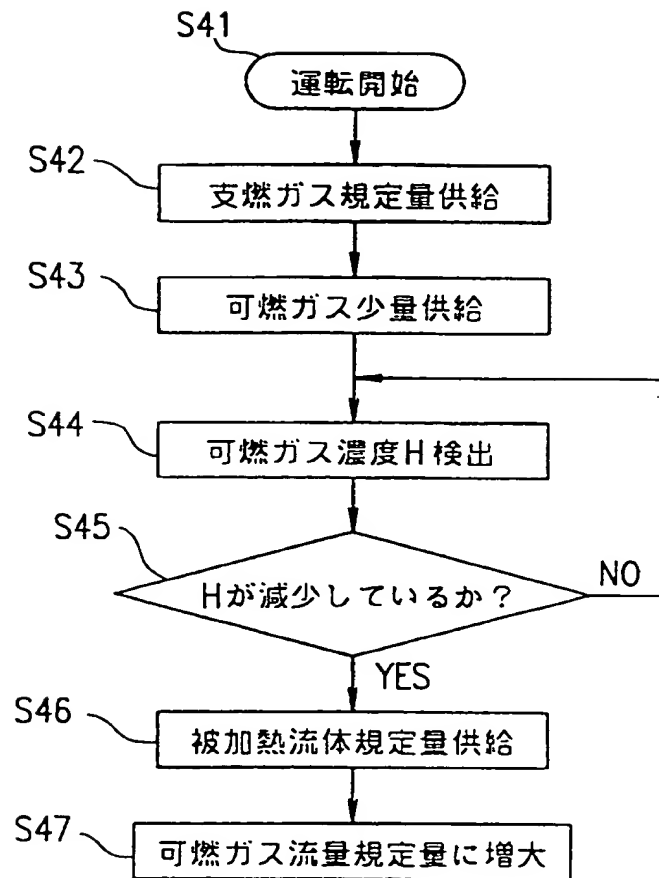 S41
運転開始
S42
支燃ガス規定量供給
S43
可燃ガス少量供給
S44
可燃ガス濃度H検出
S45
Hが減少しているか?
NO
YES
S46
被加熱流体規定量供給
S47
可燃ガス流量規定量に増大